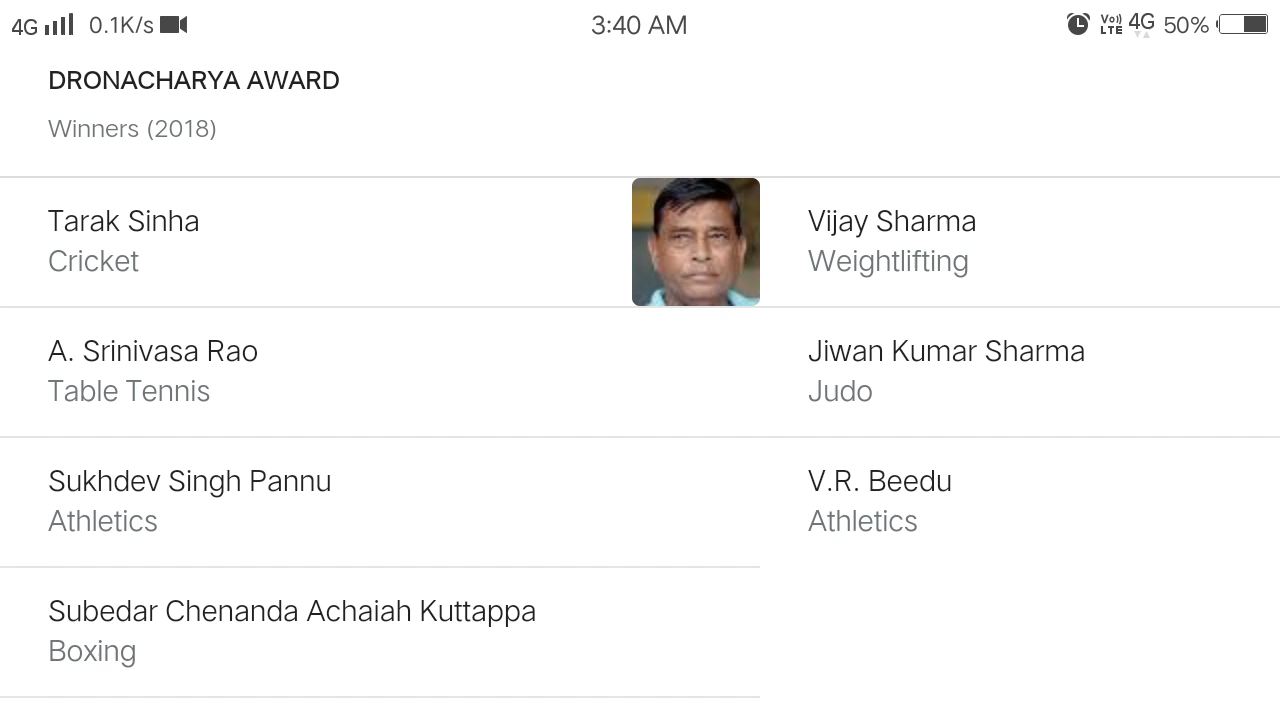 4G 0.1K/s 3:40 AM Vo)) LTE 4G 50%
DRONACHARYA AWARD
Winners (2018)
Tarak Sinha
Cricket
Vijay Sharma
Weightlifting
A. Srinivasa Rao
Table Tennis
Jiwan Kumar Sharma
Judo
Sukhdev Singh Pannu
Athletics
V.R. Beedu
Athletics
Subedar Chenanda Achaiah Kuttappa
Boxing